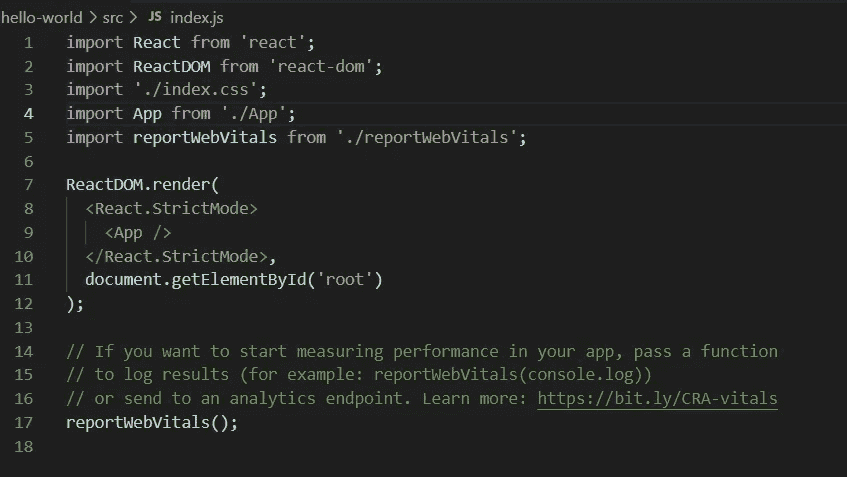 hello-world > src > JS index.js
1 import React from 'react';
2 import ReactDOM from 'react-dom';
3 import './index.css';
4 import App from './App';
5 import reportWebVitals from './reportWebVitals';
6
7 ReactDOM.render(
8   <React.StrictMode>
9     <App />
10   </React.StrictMode>,
11   document.getElementById('root')
12 );
13
14 // If you want to start measuring performance in your app, pass a function
15 // to log results (for example: reportWebVitals(console.log))
16 // or send to an analytics endpoint. Learn more: https://bit.ly/CRA-vitals
17 reportWebVitals();
18